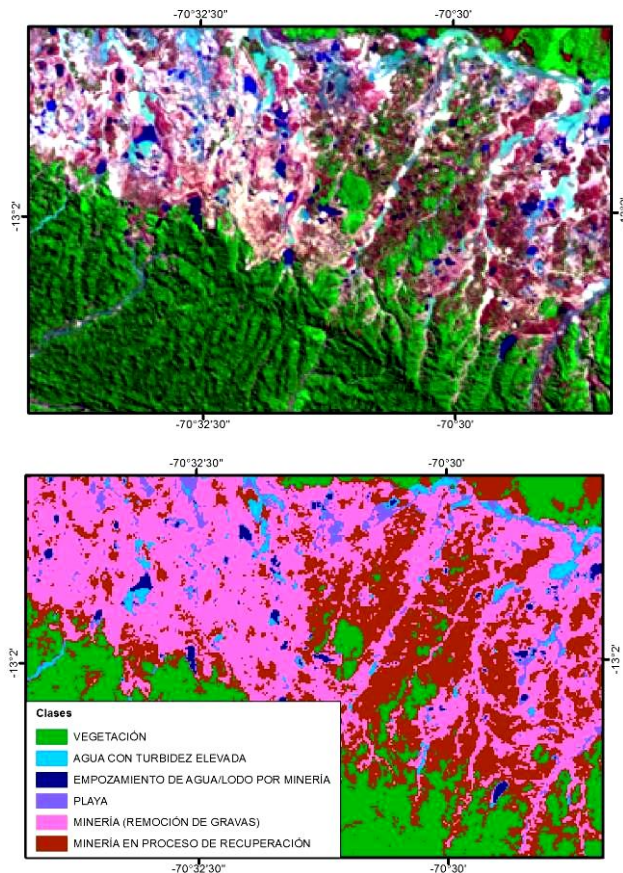 -70°32'30" -70°30'
-13°2'
-13°2'
-70°32'30" -70°30'
-70°32'30" -70°30'
-13°2'
-13°2'
Clases
VEGETACIÓN
AGUA CON TURBIDEZ ELEVADA
EMPOZAMIENTO DE AGUA/LODO POR MINERÍA
PLAYA
MINERÍA (REMOCIÓN DE GRAVAS)
MINERÍA EN PROCESO DE RECUPERACIÓN
-70°32'30" -70°30'